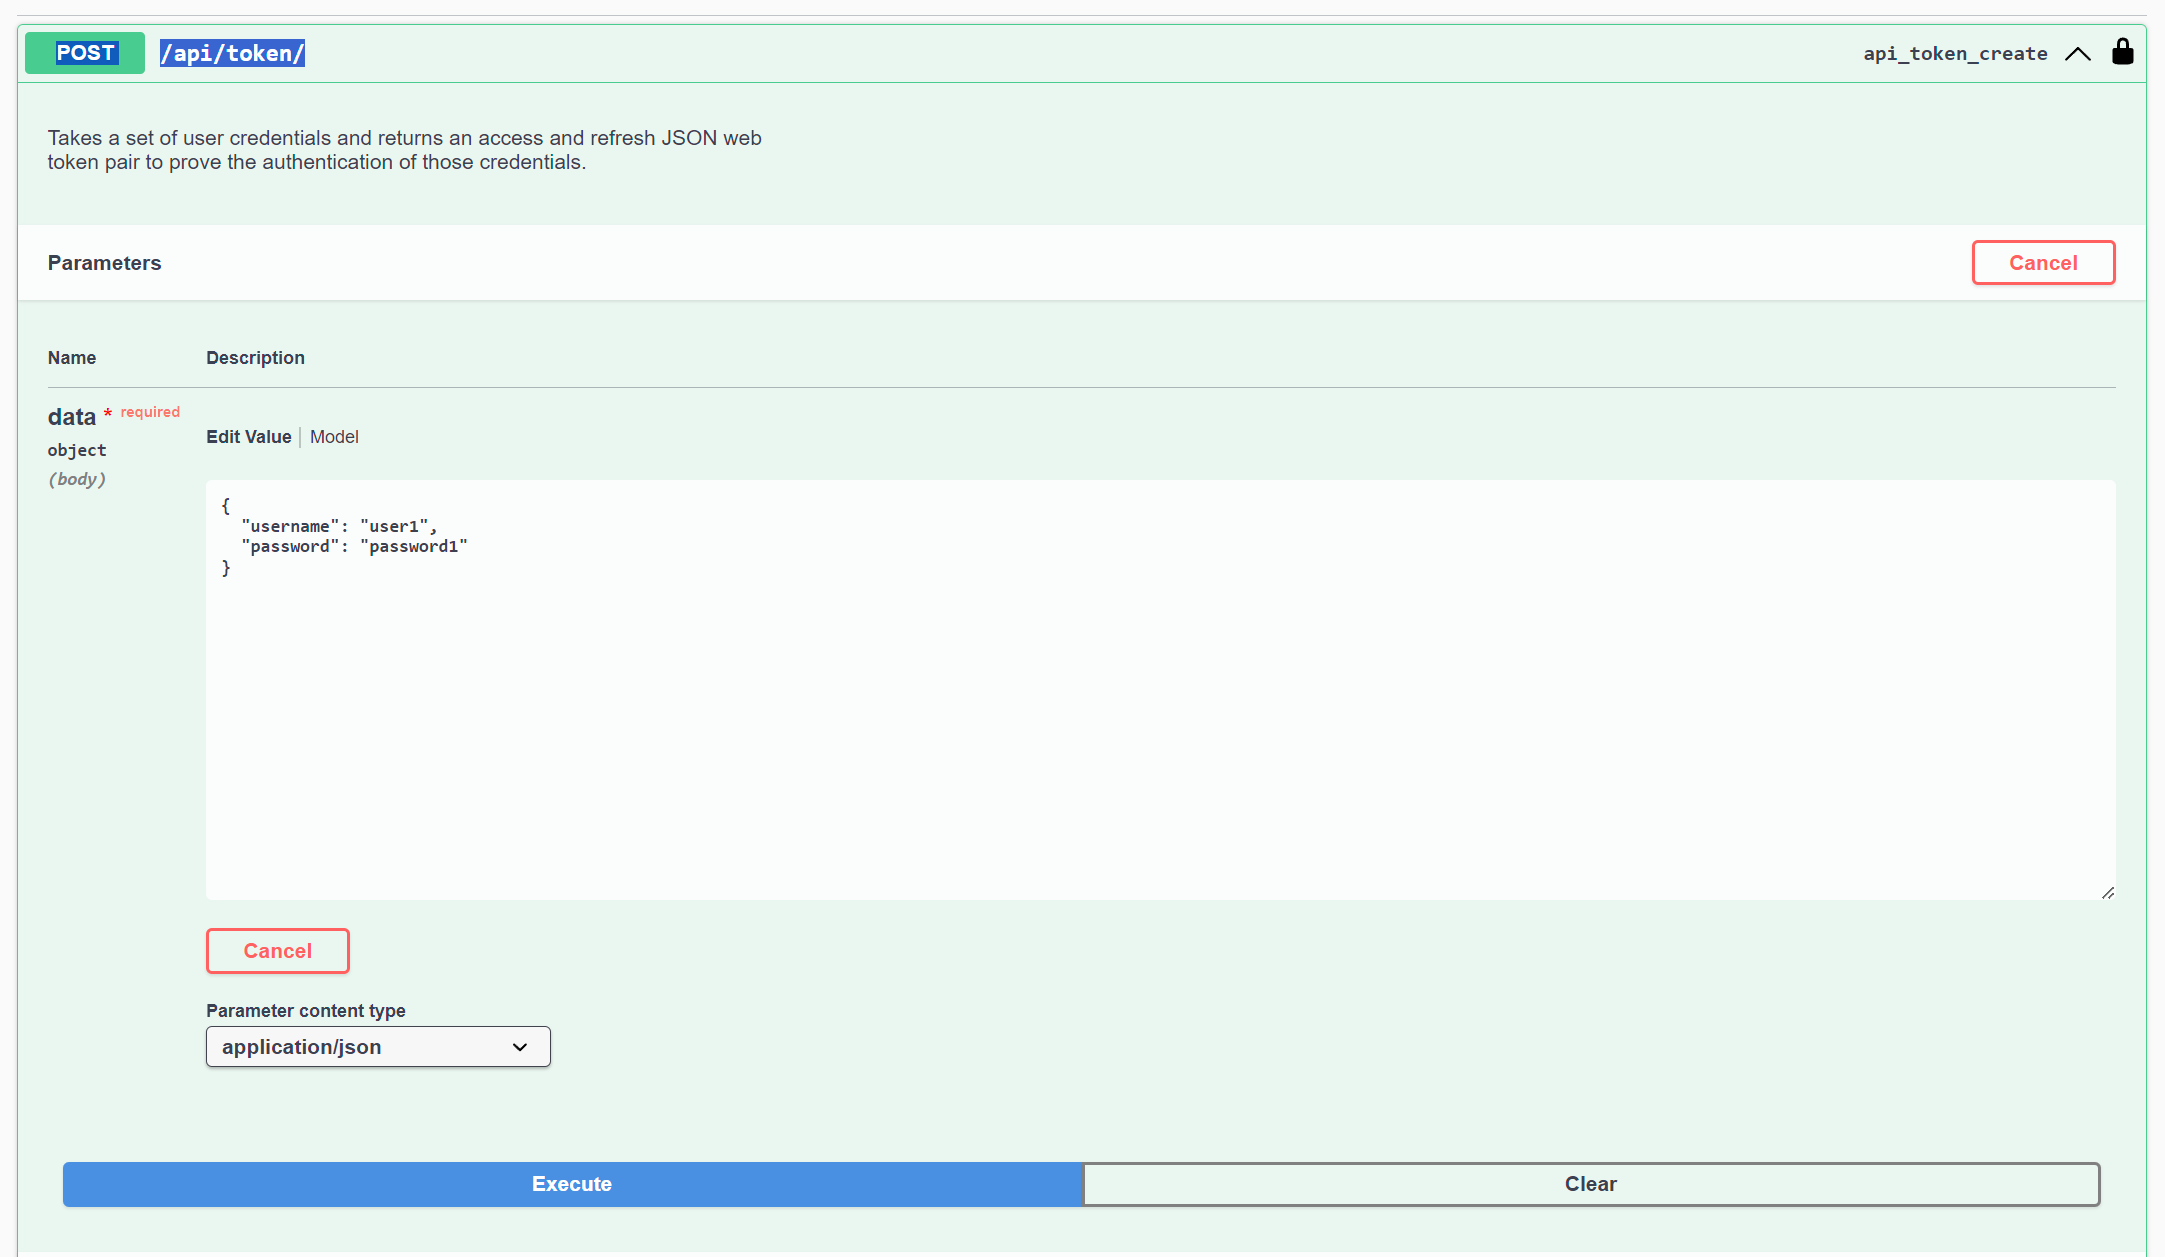 POST /api/token/ api_token_create
Takes a set of user credentials and returns an access and refresh JSON web
token pair to prove the authentication of those credentials.
Parameters Cancel
Name Description
data * required
object
(body)
Edit Value | Model
{
  "username": "user1",
  "password": "password1"
}
Cancel
Parameter content type
application/json
Execute Clear